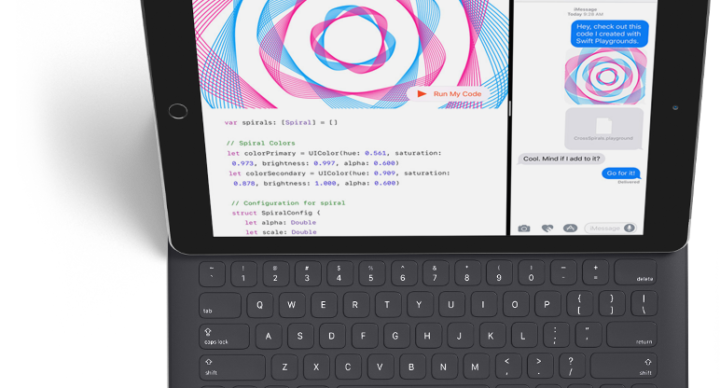 Run My Code
var spirals: [Spiral] = []
// Spiral Colors
let colorPrimary = UIColor(hue: 0.561, saturation:
0.973, brightness: 0.997, alpha: 0.600)
let colorSecondary = UIColor(hue: 0.909, saturation:
0.878, brightness: 1.000, alpha: 0.600)
// Configuration for spiral
struct SpiralConfig {
let alpha: Double
let scale: Double
iMessage
Today 9:28 AM
Hey, check out this
code I created with
Swift Playgrounds.
Cool. Mind if I add to it?
Go for it!
Delivered
iMessage
~ ! @ # $ % ^ & * ( ) _ +
` 1 2 3 4 5 6 7 8 9 0 - = delete
{ } |
tab Q W E R T Y U I O P [ ] \
: "
caps lock A S D F G H J K L ; ' return
< > ?
shift Z X C V B N M , . / shift